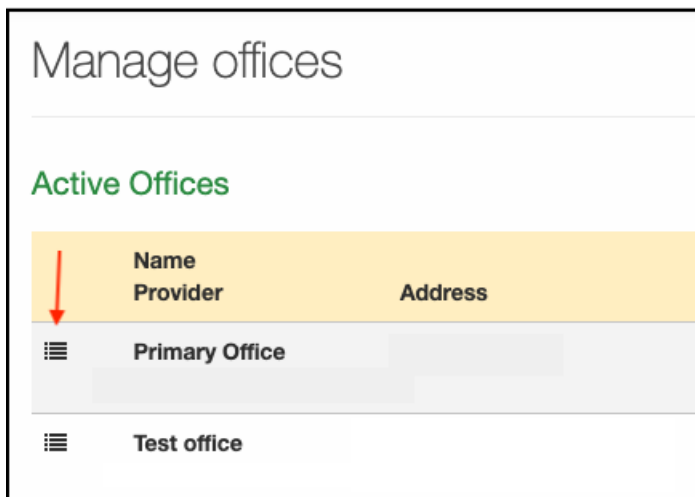 Manage offices
Active Offices
Name
Provider Address
Primary Office
Test office